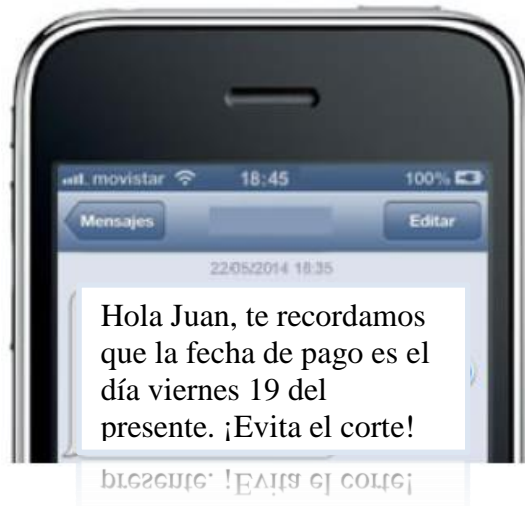 movistar 18:45 100%
Mensajes Editar
22/05/2014 18:35
Hola Juan, te recordamos
que la fecha de pago es el
día viernes 19 del
presente. ¡Evita el corte!